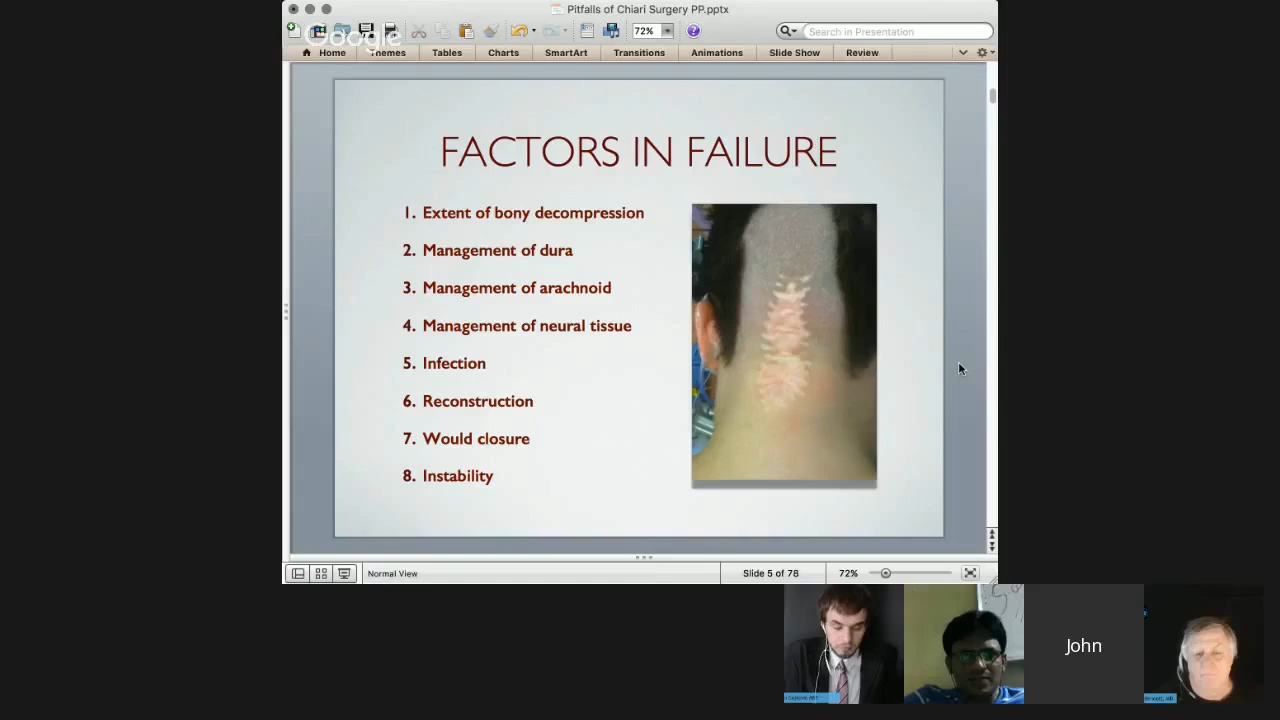 Pitfalls of Chiari Surgery PP.pptx
Google
72%
Search in Presentation
Home Themes Tables Charts SmartArt Transitions Animations Slide Show Review
FACTORS IN FAILURE
1. Extent of bony decompression
2. Management of dura
3. Management of arachnoid
4. Management of neural tissue
5. Infection
6. Reconstruction
7. Would closure
8. Instability
Normal View Slide 5 of 78 72%
John